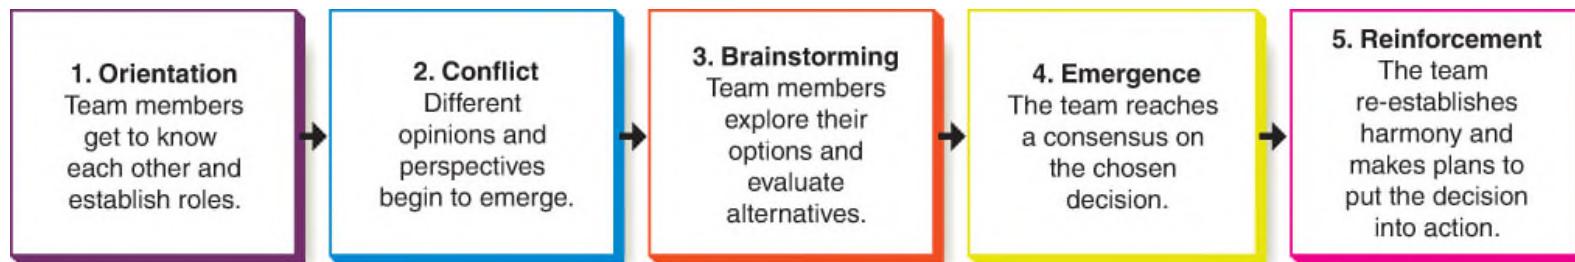 1. Orientation
Team members
get to know
each other and
establish roles.
2. Conflict
Different
opinions and
perspectives
begin to emerge.
3. Brainstorming
Team members
explore their
options and
evaluate
alternatives.
4. Emergence
The team reaches
a consensus on
the chosen
decision.
5. Reinforcement
The team
re-establishes
harmony and
makes plans to
put the decision
into action.